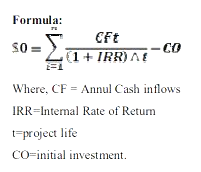 Formula:
$0 = n∑t=1 CFt / (1 + IRR) ∧ t − CO
Where, CF = Annul Cash inflows
IRR=Internal Rate of Return
t=project life
CO=initial investment.